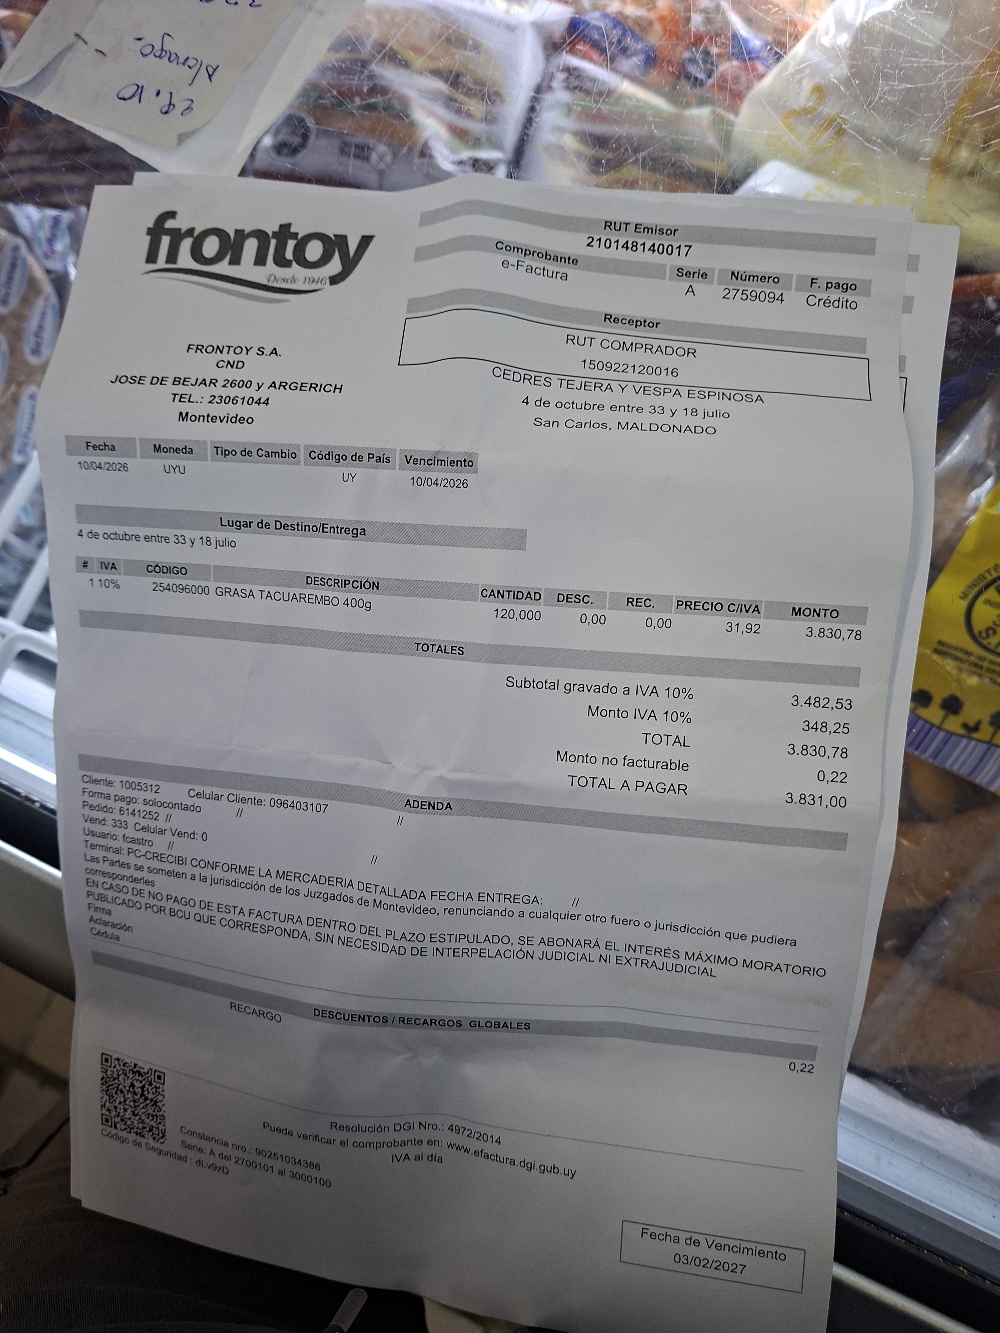 29.10
frontoy
Desde 1946
FRONTOY S.A.
CND
JOSE DE BEJAR 2600 y ARGERICH
TEL.: 23061044
Montevideo
RUT Emisor
210148140017
Comprobante Serie Número F. pago
e-Factura A 2759094 Crédito
Receptor
RUT COMPRADOR
150922120016
CEDRES TEJERA Y VESPA ESPINOSA
4 de octubre entre 33 y 18 julio
San Carlos, MALDONADO
Fecha Moneda Tipo de Cambio Código de País Vencimiento
10/04/2026 UYU UY 10/04/2026
Lugar de Destino/Entrega
4 de octubre entre 33 y 18 julio
# IVA CÓDIGO DESCRIPCIÓN CANTIDAD DESC. REC. PRECIO C/IVA MONTO
1 10% 254096000 GRASA TACUAREMBO 400g 120,000 0,00 0,00 31,92 3.830,78
TOTALES
Subtotal gravado a IVA 10% 3.482,53
Monto IVA 10% 348,25
TOTAL 3.830,78
Monto no facturable 0,22
TOTAL A PAGAR 3.831,00
ADENDA
Cliente: 1005312 Celular Cliente: 096403107 //
Forma pago: solocontado //
Pedido: 6141252 //
Vend: 333 Celular Vend: 0 //
Usuario: fcastro //
Terminal: PC-CRECIBI CONFORME LA MERCADERIA DETALLADA FECHA ENTREGA: //
Las Partes se someten a la jurisdicción de los Juzgados de Montevideo, renunciando a cualquier otro fuero o jurisdicción que pudiera
corresponderles
EN CASO DE NO PAGO DE ESTA FACTURA DENTRO DEL PLAZO ESTIPULADO, SE ABONARÁ EL INTERÉS MÁXIMO MORATORIO
PUBLICADO POR BCU QUE CORRESPONDA, SIN NECESIDAD DE INTERPELACIÓN JUDICIAL NI EXTRAJUDICIAL
Firma
Aclaración
Cédula
DESCUENTOS / RECARGOS GLOBALES
RECARGO 0,22
Resolución DGI Nro.: 4972/2014
Puede verificar el comprobante en: www.efactura.dgi.gub.uy
IVA al día
Constancia nro.: 90251034386
Serie: A del 2700101 al 3000100
Código de Seguridad : dLv9zD
Fecha de Vencimiento
03/02/2027